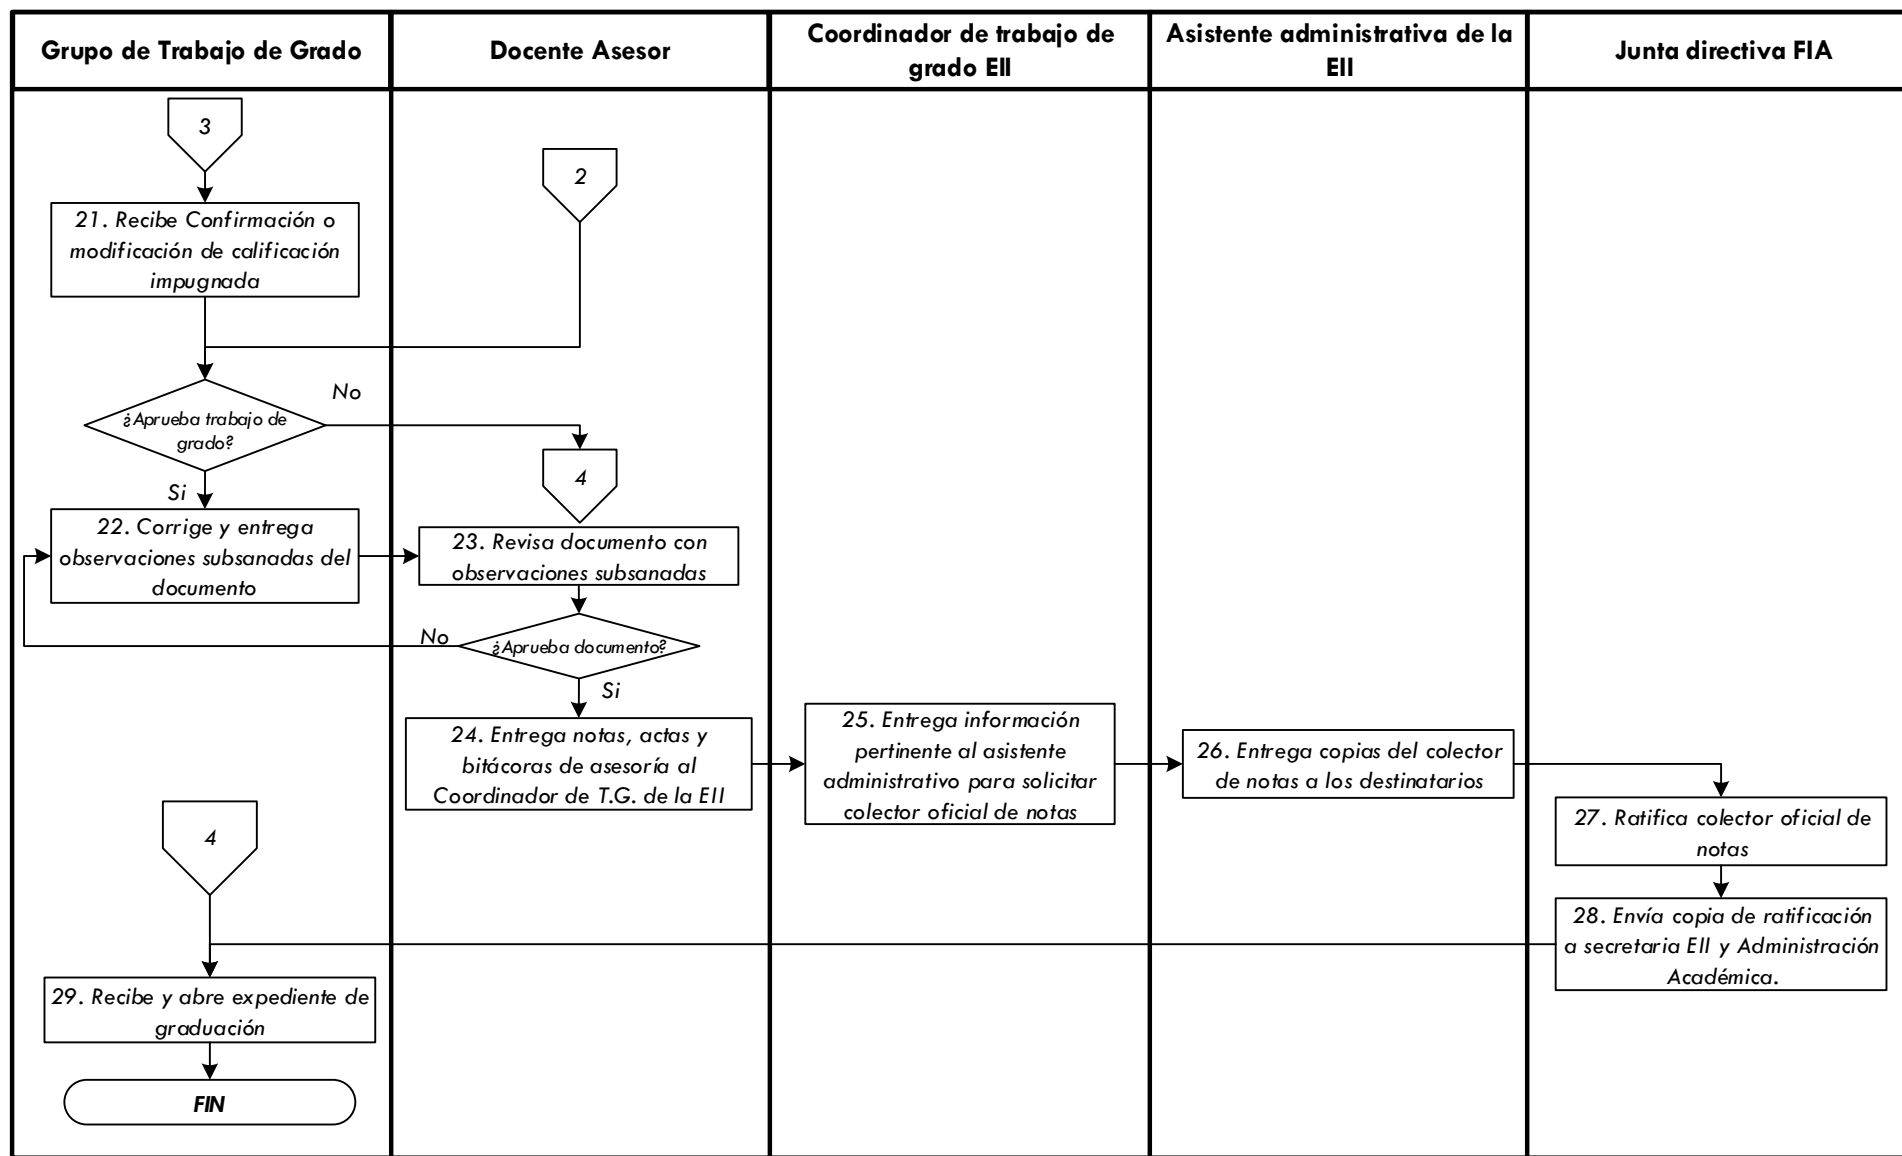 Grupo de Trabajo de Grado
Docente Asesor
Coordinador de trabajo de
grado EII
Asistente administrativa de la
EII
Junta directiva FIA
3
2
21. Recibe Confirmación o
modificación de calificación
impugnada
No
¿Aprueba trabajo de
grado?
Si
4
22. Corrige y entrega
observaciones subsanadas del
documento
23. Revisa documento con
observaciones subsanadas
No
¿Aprueba documento?
Si
24. Entrega notas, actas y
bitácoras de asesoría al
Coordinador de T.G. de la EII
25. Entrega información
pertinente al asistente
administrativo para solicitar
colector oficial de notas
26. Entrega copias del colector
de notas a los destinatarios
27. Ratifica colector oficial de
notas
4
28. Envía copia de ratificación
a secretaria EII y Administración
Académica.
29. Recibe y abre expediente de
graduación
FIN